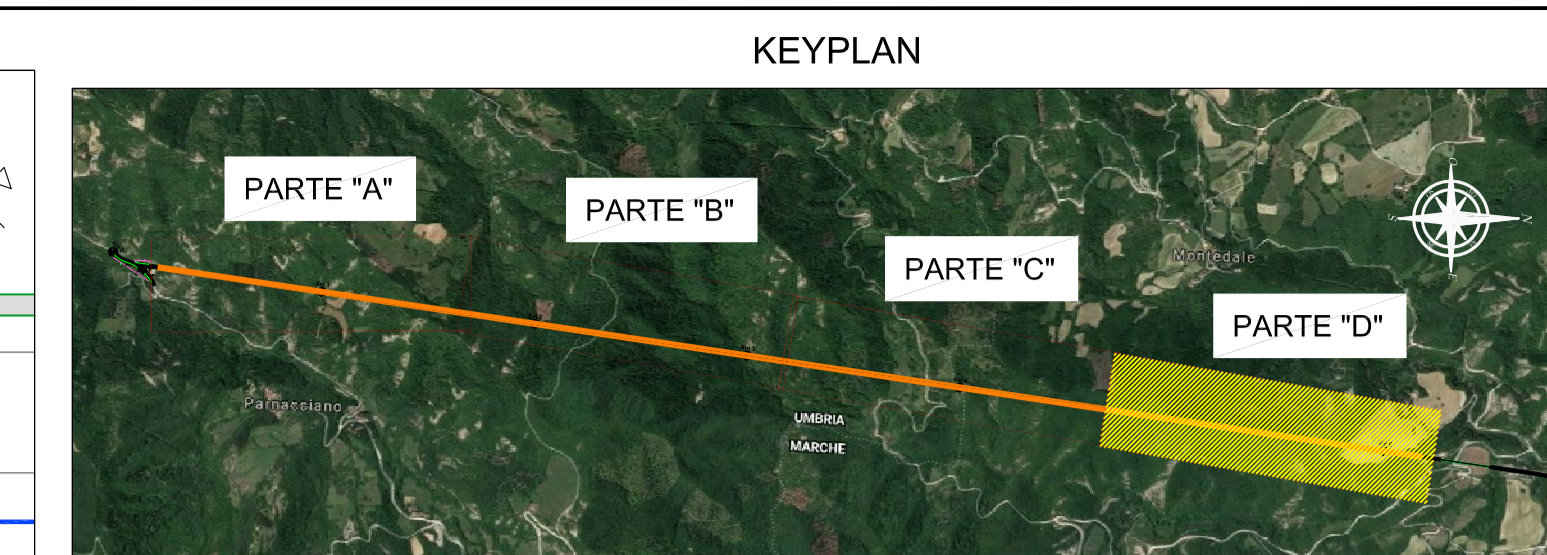 KEYPLAN
PARTE "A"
PARTE "B"
PARTE "C"
Montedale
PARTE "D"
Parnacciano
UMBRIA
MARCHE
S
N
E